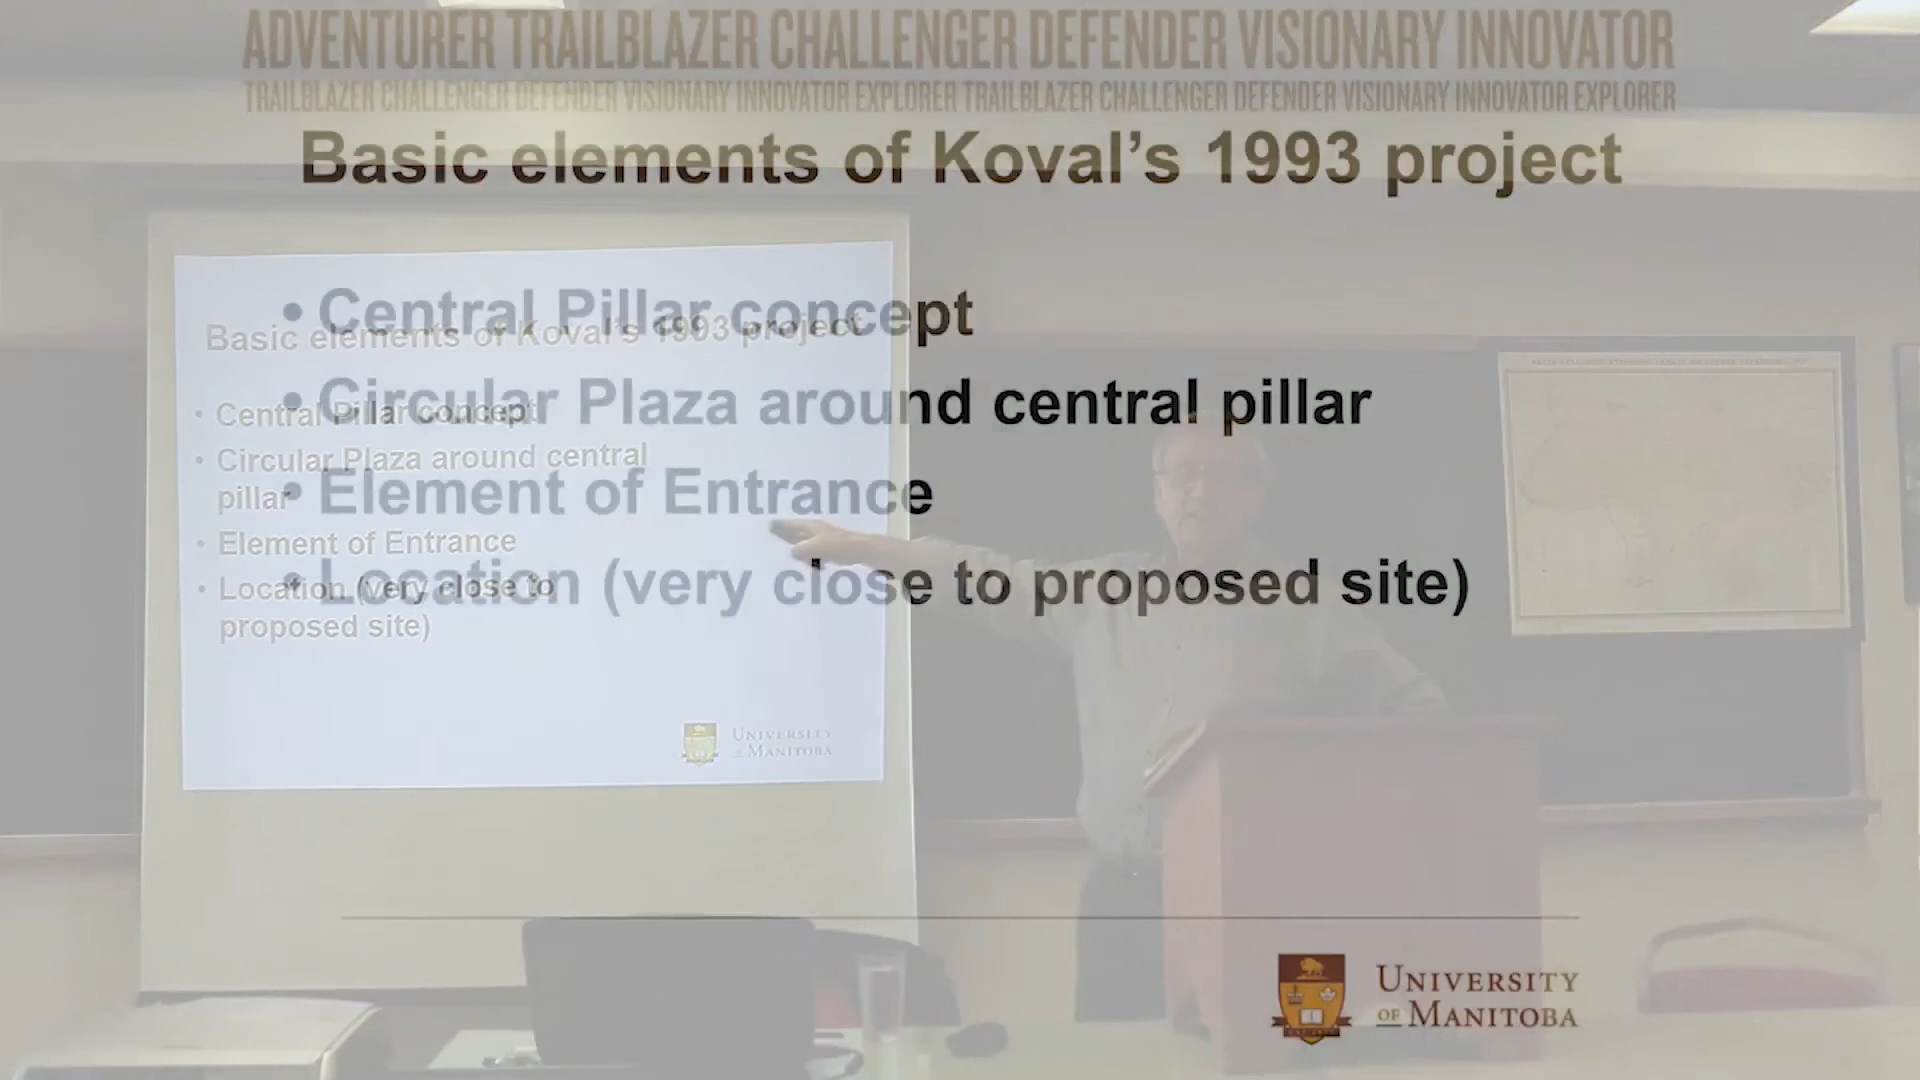 ADVENTURER TRAILBLAZER CHALLENGER DEFENDER VISIONARY INNOVATOR
TRAILBLAZER CHALLENGER DEFENDER VISIONARY INNOVATOR EXPLORER TRAILBLAZER CHALLENGER DEFENDER VISIONARY INNOVATOR EXPLORER
Basic elements of Koval’s 1993 project
• Central Pillar concept
• Circular Plaza around central pillar
• Element of Entrance
• Location (very close to proposed site)
UNIVERSITY
OF MANITOBA
Basic elements of Koval’s 1993 project
• Central Pillar concept
• Circular Plaza around central
pillar
• Element of Entrance
• Location (very close to
proposed site)
UNIVERSITY
OF MANITOBA